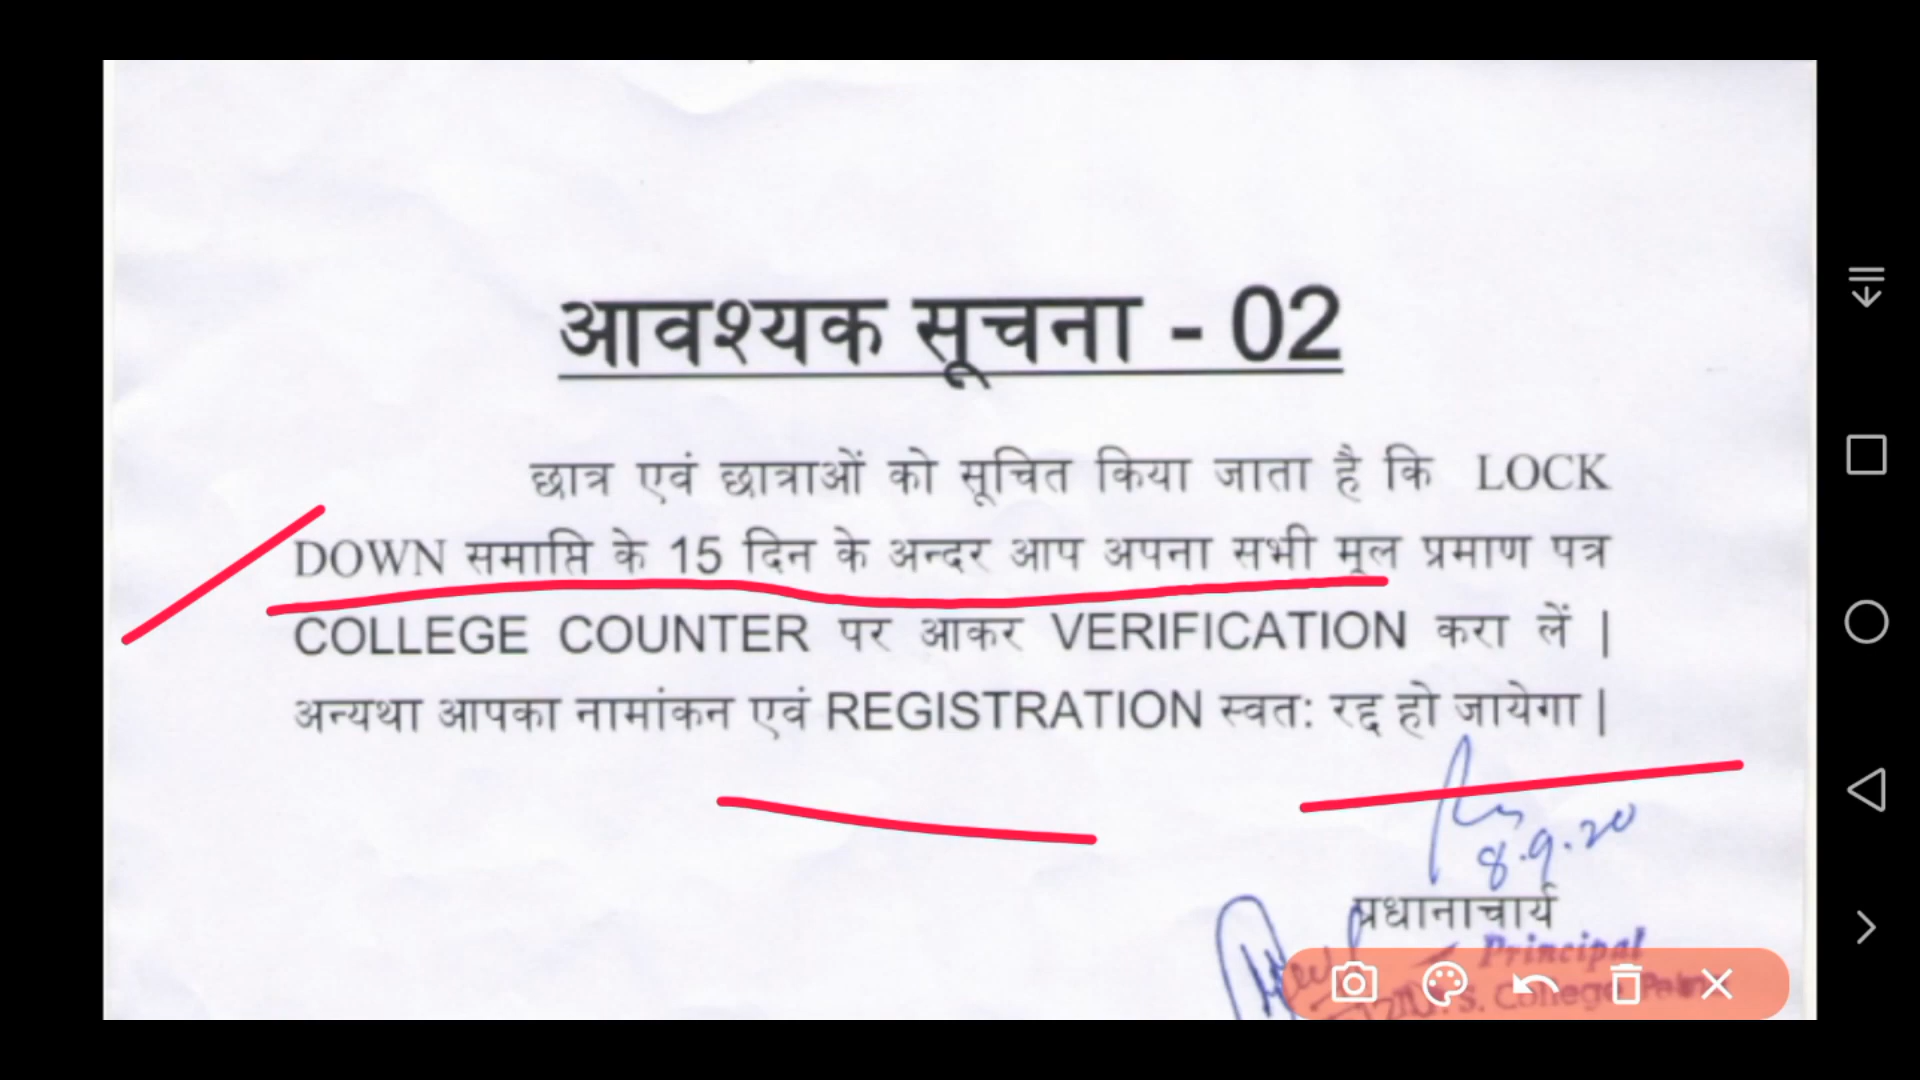 आवश्यक सूचना - 02
छात्र एवं छात्राओं को सूचित किया जाता है कि LOCK
DOWN समाप्ति के 15 दिन के अन्दर आप अपना सभी मूल प्रमाण पत्र
COLLEGE COUNTER पर आकर VERIFICATION करा लें |
अन्यथा आपका नामांकन एवं REGISTRATION स्वत: रद्द हो जायेगा |
8.9.20
प्रधानाचार्य
Principal
S. College